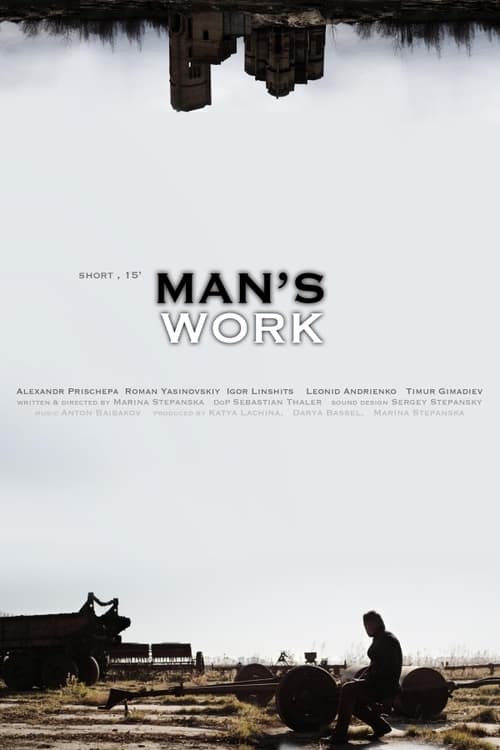 SHORT , 15'
MAN'S
WORK
ALEXANDR PRISCHEPA ROMAN YASINOVSKIY IGOR LINSHITS LEONID ANDRIENKO TIMUR GIMADIEV
WRITTEN & DIRECTED BY MARINA STEPANSKA DOP SEBASTIAN THALER SOUND DESIGN SERGEY STEPANSKY
MUSIC ANTON BAIBAKOV PRODUCED BY KATYA LACHINA, DARYA BASSEL, MARINA STEPANSKA